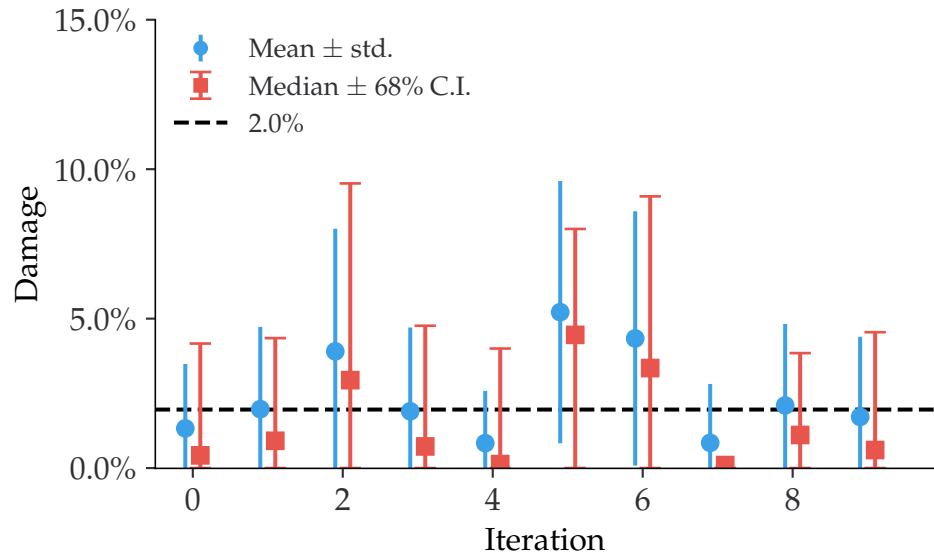 15.0%
Mean ± std.
Median ± 68% C.I.
2.0%
10.0%
Damage
5.0%
0.0%
0 2 4 6 8
Iteration